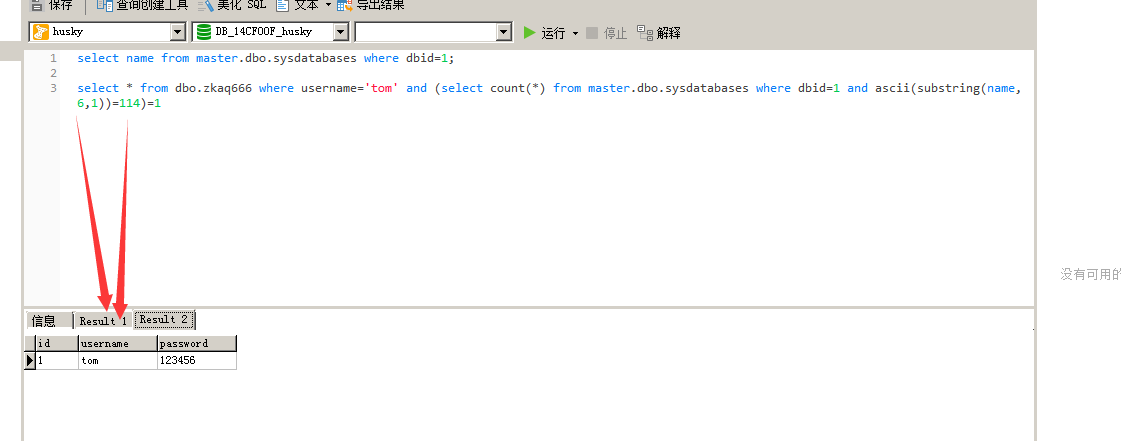 保存 查询创建工具 美化 SQL 文本 导出结果
husky DB_14CF00F_husky 运行 停止 解释
1 select name from master.dbo.sysdatabases where dbid=1;
2
3 select * from dbo.zkaq666 where username='tom' and (select count(*) from master.dbo.sysdatabases where dbid=1 and ascii(substring(name,
6,1))=114)=1
没有可用的
信息 Result 1 Result 2
id username password
1 tom 123456